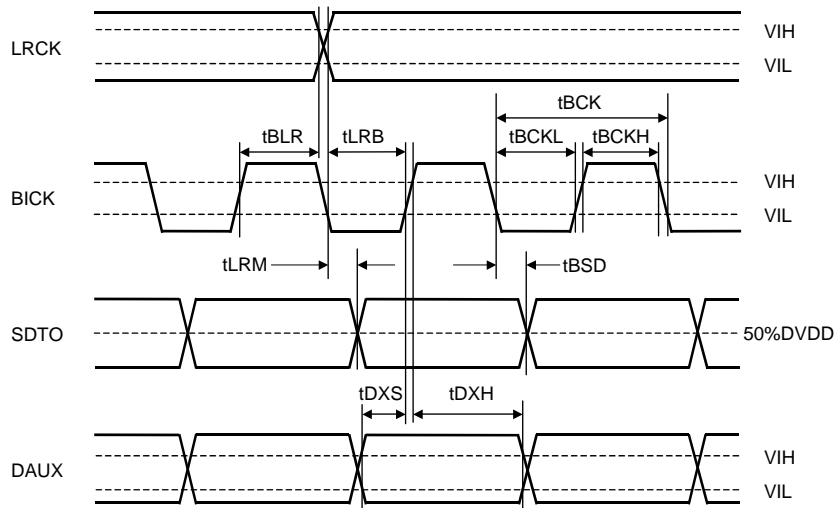 LRCK
VIH
VIL
tBCK
tBLR
tLRB
tBCKL
tBCKH
BICK
VIH
VIL
tLRM
tBSD
SDTO
50%DVDD
tDXS
tDXH
DAUX
VIH
VIL